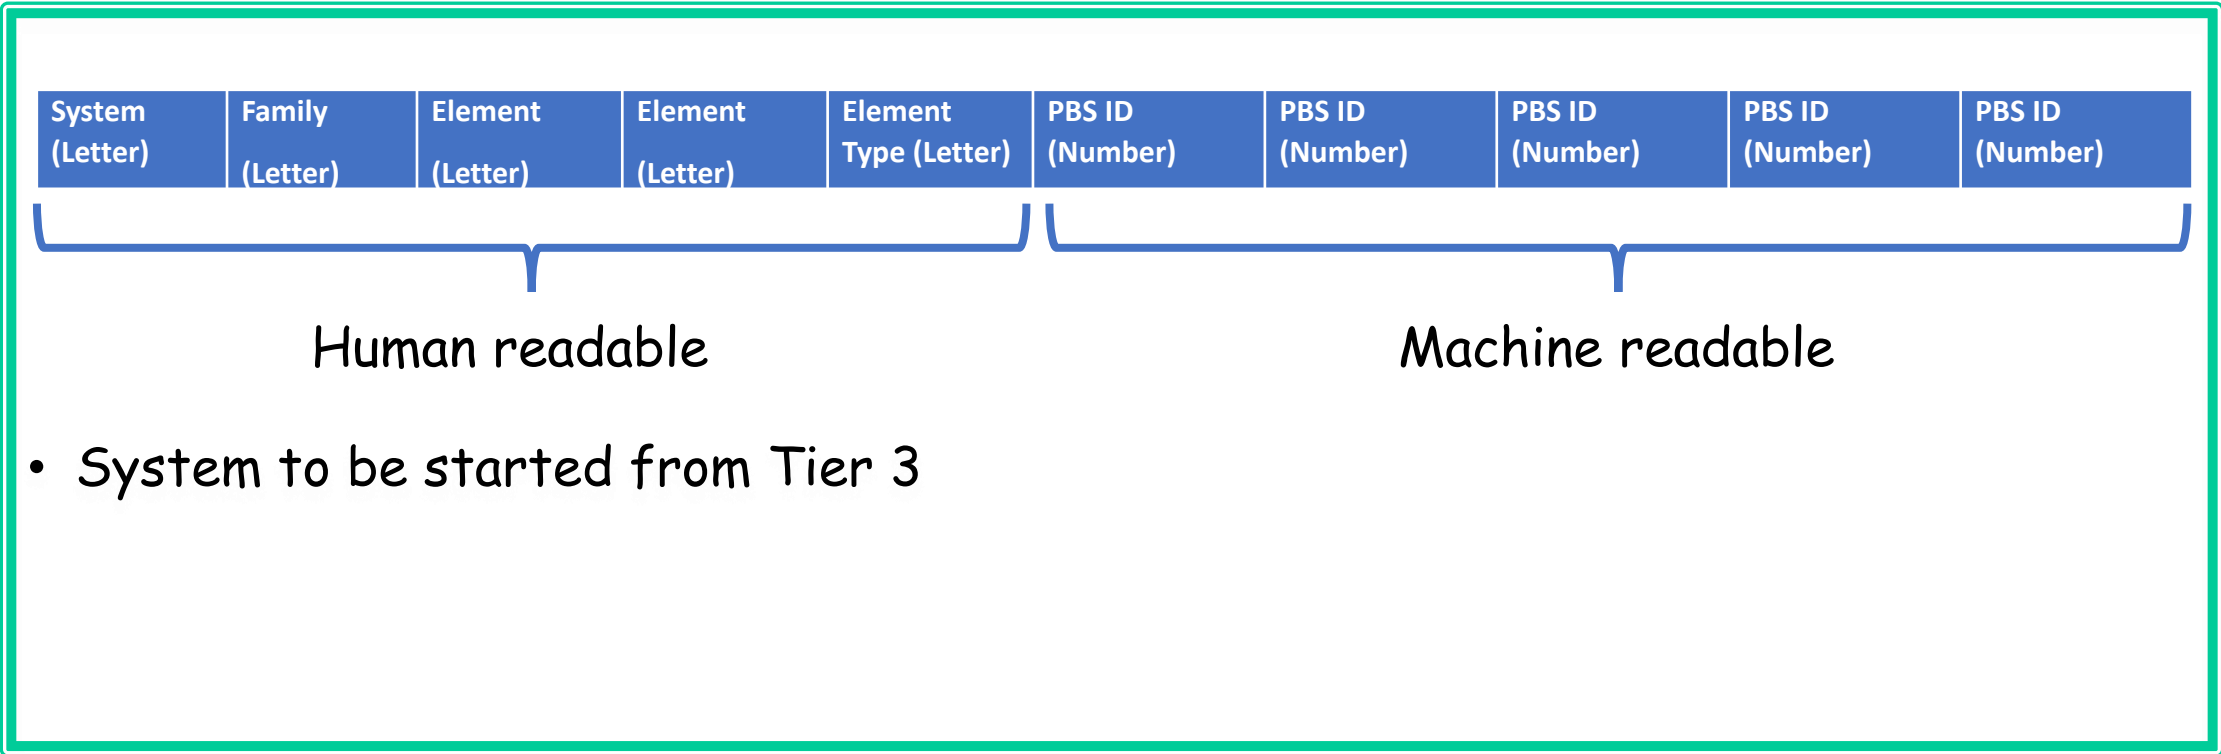 System
(Letter)
Family
(Letter)
Element
(Letter)
Element
(Letter)
Element
Type (Letter)
PBS ID
(Number)
PBS ID
(Number)
PBS ID
(Number)
PBS ID
(Number)
PBS ID
(Number)
Human readable
Machine readable
• System to be started from Tier 3